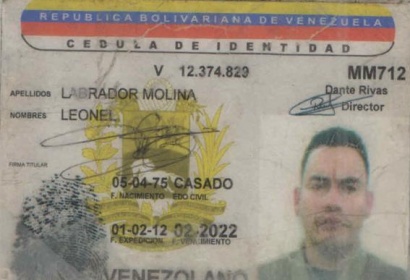 REPUBLICA BOLIVARIANA DE VENEZUELA
CEDULA DE IDENTIDAD
V 12.374.829 MM712
Dante Rivas
Director
APELLIDOS LABRADOR MOLINA
NOMBRES LEONEL
FIRMA TITULAR
05-04-75 CASADO
F. NACIMIENTO EDO CIVIL
01-02-12 02-2022
F. EXPEDICION F. VENCIMIENTO
VENEZOLANO